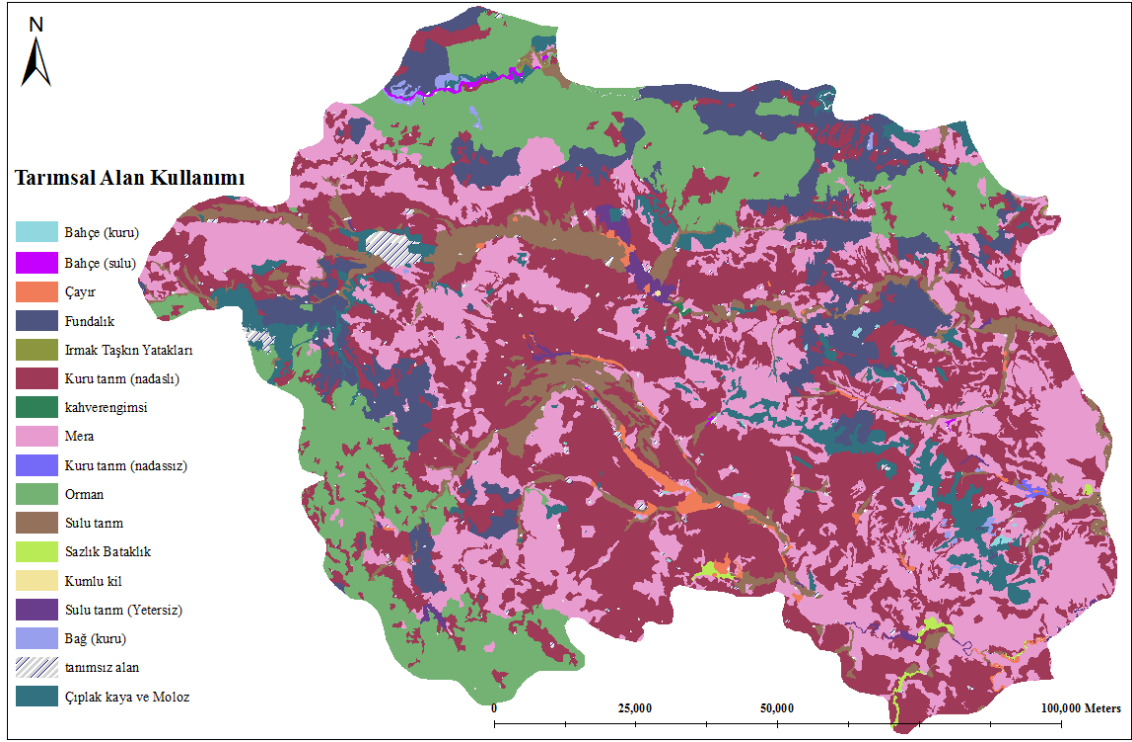 N
Tarımsal Alan Kullanımı
Bahçe (kuru)
Bahçe (sulu)
Çayır
Fundalık
Irmak Taşkın Yatakları
Kuru tarım (nadaslı)
kahverengimsi
Mera
Kuru tarım (nadassız)
Orman
Sulu tarım
Sazlık Bataklık
Kumlu kil
Sulu tarım (Yetersiz)
Bağ (kuru)
tanımsız alan
Çıplak kaya ve Moloz
0 25,000 50,000 100,000 Meters